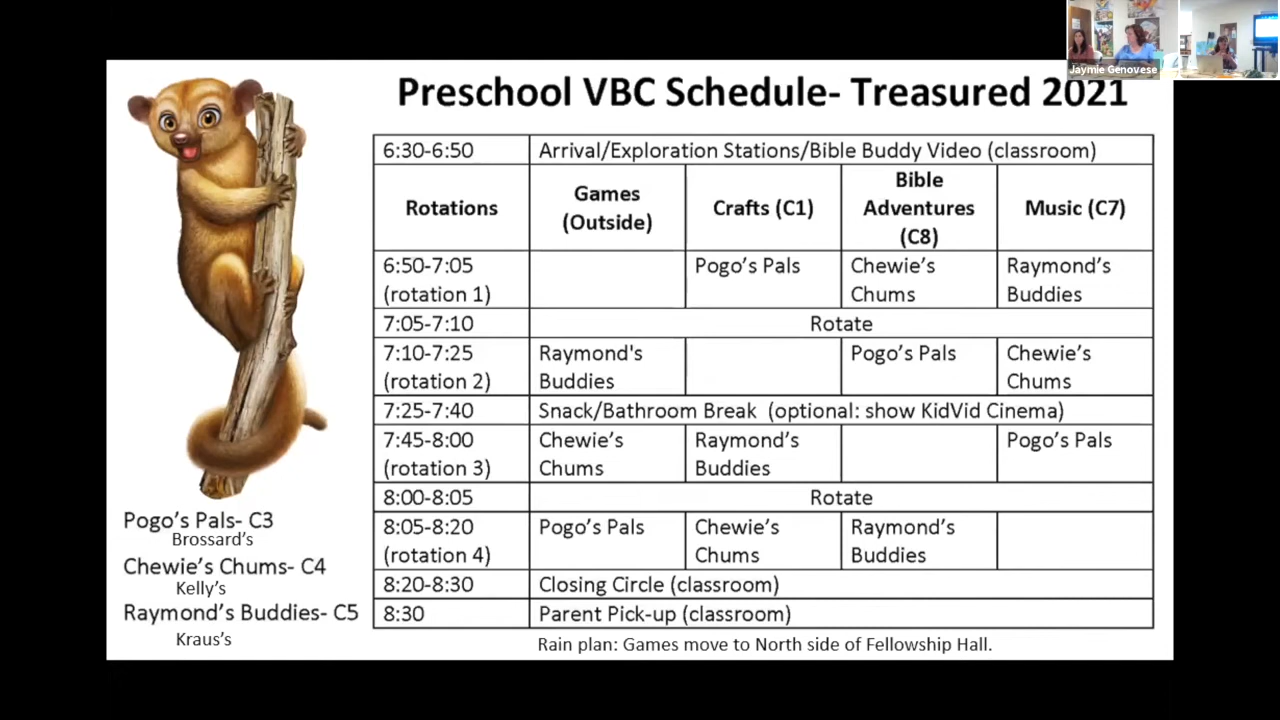 Jaymie Genovese
Preschool VBC Schedule- Treasured 2021
6:30-6:50 Arrival/Exploration Stations/Bible Buddy Video (classroom)
Rotations
Games
(Outside)
Crafts (C1)
Bible
Adventures
(C8)
Music (C7)
6:50-7:05
(rotation 1)
Pogo's Pals
Chewie's
Chums
Raymond's
Buddies
7:05-7:10 Rotate
7:10-7:25
(rotation 2)
Raymond's
Buddies
Pogo's Pals
Chewie's
Chums
7:25-7:40 Snack/Bathroom Break (optional: show KidVid Cinema)
7:45-8:00
(rotation 3)
Chewie's
Chums
Raymond's
Buddies
Pogo's Pals
8:00-8:05 Rotate
8:05-8:20
(rotation 4)
Pogo's Pals
Chewie's
Chums
Raymond's
Buddies
8:20-8:30 Closing Circle (classroom)
8:30 Parent Pick-up (classroom)
Rain plan: Games move to North side of Fellowship Hall.
Pogo's Pals- C3
Brossard's
Chewie's Chums- C4
Kelly's
Raymond's Buddies- C5
Kraus's